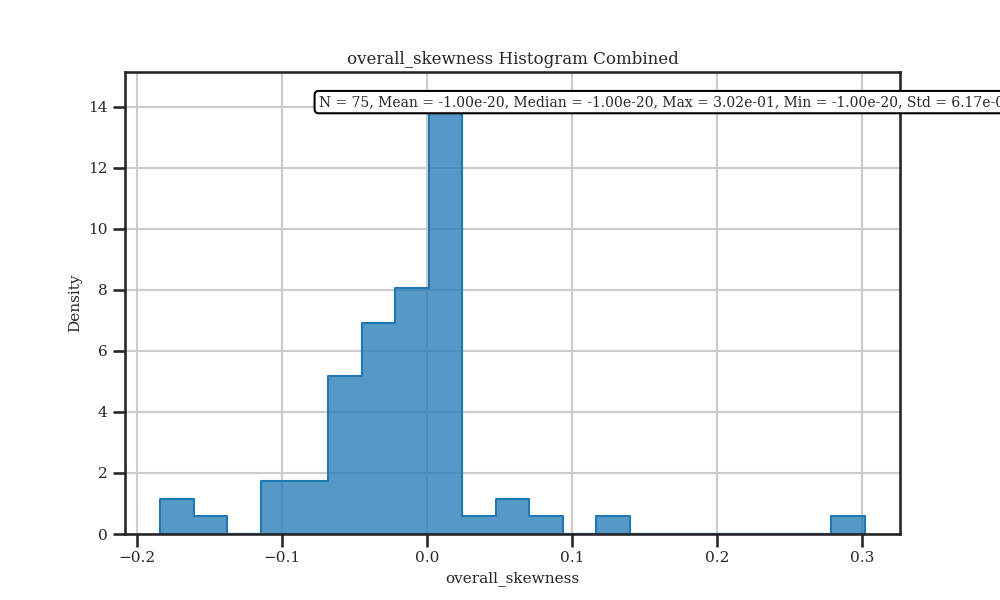 overall_skewness Histogram Combined
N = 75, Mean = -1.00e-20, Median = -1.00e-20, Max = 3.02e-01, Min = -1.00e-20, Std = 6.17e-0
14
12
10
8
6
4
2
0
Density
−0.2 −0.1 0.0 0.1 0.2 0.3
overall_skewness